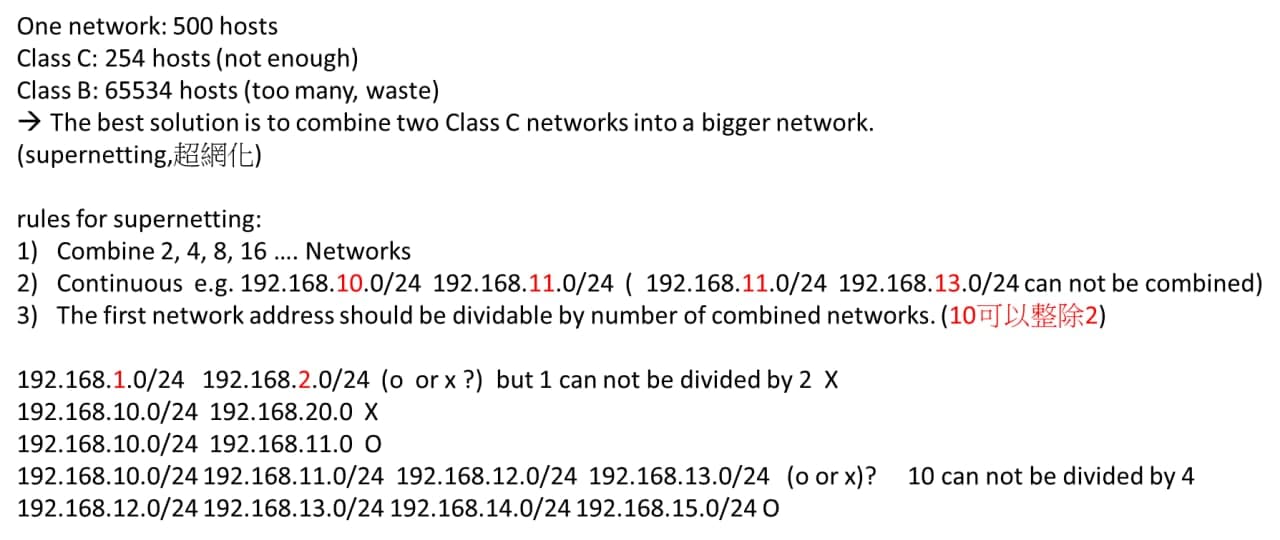 One network: 500 hosts
Class C: 254 hosts (not enough)
Class B: 65534 hosts (too many, waste)
→ The best solution is to combine two Class C networks into a bigger network.
(supernetting,超網化)
rules for supernetting:
1) Combine 2, 4, 8, 16 .... Networks
2) Continuous e.g. 192.168.10.0/24 192.168.11.0/24 ( 192.168.11.0/24 192.168.13.0/24 can not be combined)
3) The first network address should be dividable by number of combined networks. (10可以整除2)
192.168.1.0/24 192.168.2.0/24 (o or x ?) but 1 can not be divided by 2 X
192.168.10.0/24 192.168.20.0 X
192.168.10.0/24 192.168.11.0 O
192.168.10.0/24 192.168.11.0/24 192.168.12.0/24 192.168.13.0/24 (o or x)? 10 can not be divided by 4
192.168.12.0/24 192.168.13.0/24 192.168.14.0/24 192.168.15.0/24 O